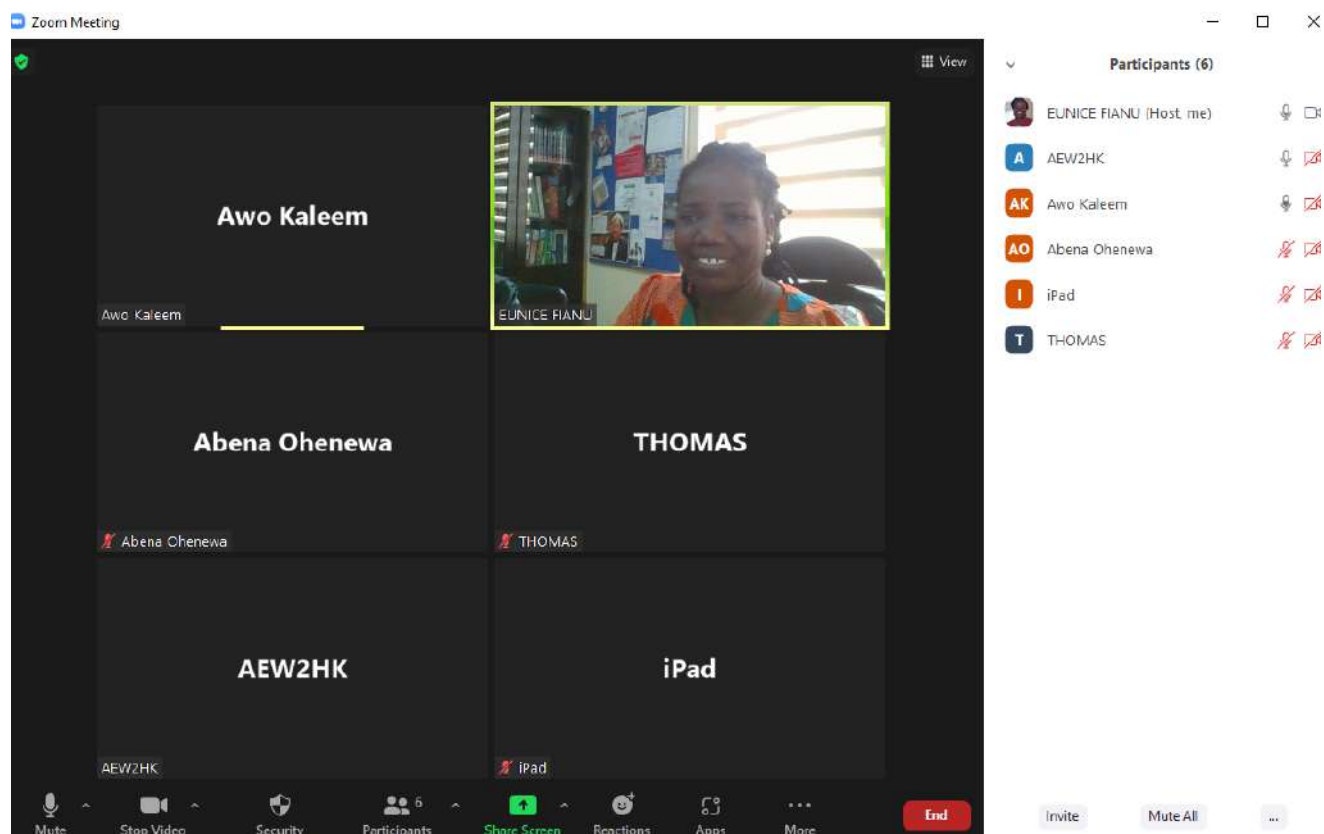 Zoom Meeting
View
Awo Kaleem
Awo Kaleem
EUNICE FIANU
Abena Ohenewa
Abena Ohenewa
THOMAS
THOMAS
AEW2HK
AEW2HK
iPad
iPad
Mute
Stop Video
Security
6
Participants
Share Screen
Reactions
Apps
More
End
Participants (6)
EUNICE FIANU (Host, me)
A AEW2HK
AK Awo Kaleem
AO Abena Ohenewa
I iPad
T THOMAS
Invite
Mute All
...